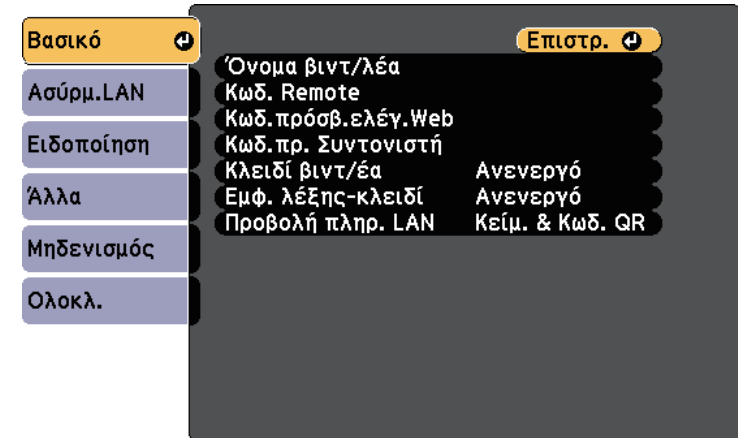 Βασικό
Ασύρμ.LAN
Ειδοποίηση
Άλλα
Μηδενισμός
Ολοκλ.
Επιστρ.
Όνομα βιντ/λέα
Κωδ. Remote
Κωδ.πρόσβ.ελέγ.Web
Κωδ.πρ. Συντονιστή
Κλειδί βιντ/έα Ανενεργό
Εμφ. λέξης-κλειδί Ανενεργό
Προβολή πληρ. LAN Κείμ. & Κωδ. QR